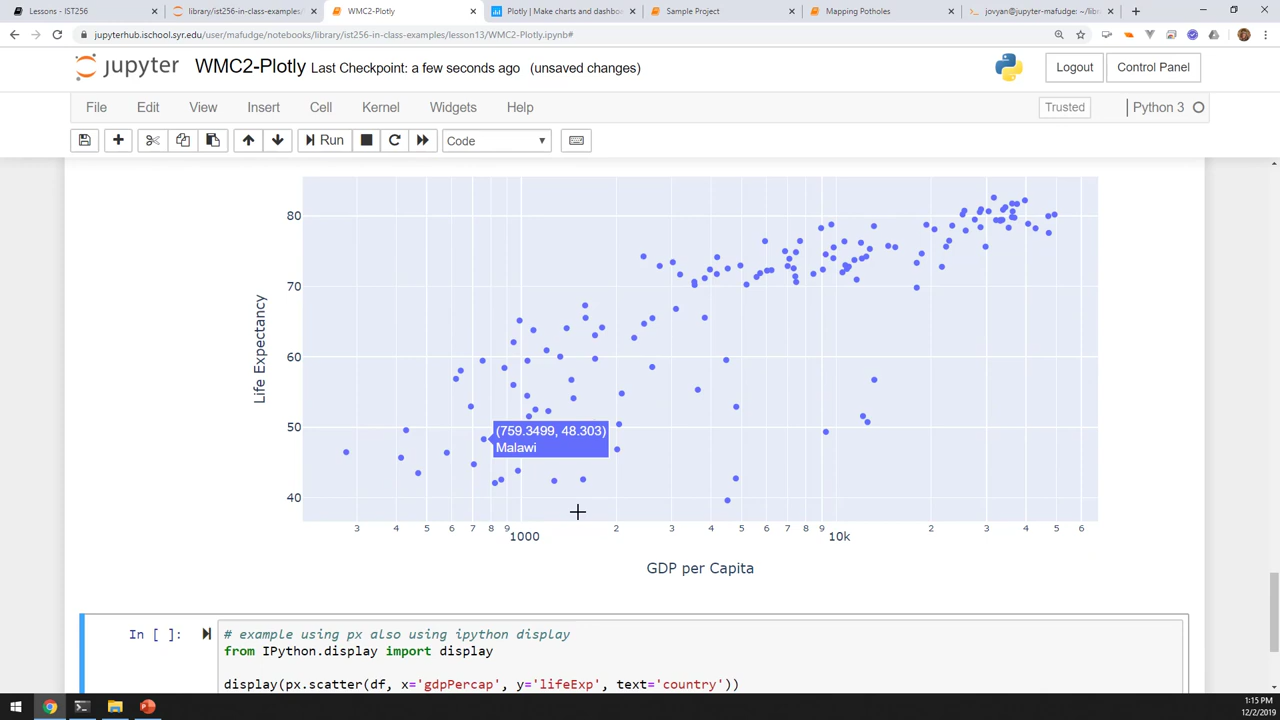 Lessons - IST256
library/ist256-in-class-examples/
WMC2-Plotly
Plotly | Make charts and dashbo
Sample Project
Mapping Potholes
jovyan@jupyter-mafudge: ~/libr
jupyterhub.ischool.syr.edu/user/mafudge/notebooks/library/ist256-in-class-examples/lesson13/WMC2-Plotly.ipynb#
jupyter WMC2-Plotly Last Checkpoint: a few seconds ago (unsaved changes)
Logout Control Panel
File Edit View Insert Cell Kernel Widgets Help
Trusted Python 3
Run Code
80
70
60
50
40
Life Expectancy
(759.3499, 48.303)
Malawi
3 4 5 6 7 8 9 1000 2 3 4 5 6 7 8 9 10k 2 3 4 5 6
GDP per Capita
In [ ]:
# example using px also using ipython display
from IPython.display import display
display(px.scatter(df, x='gdpPercap', y='lifeExp', text='country'))
1:15 PM
12/2/2019